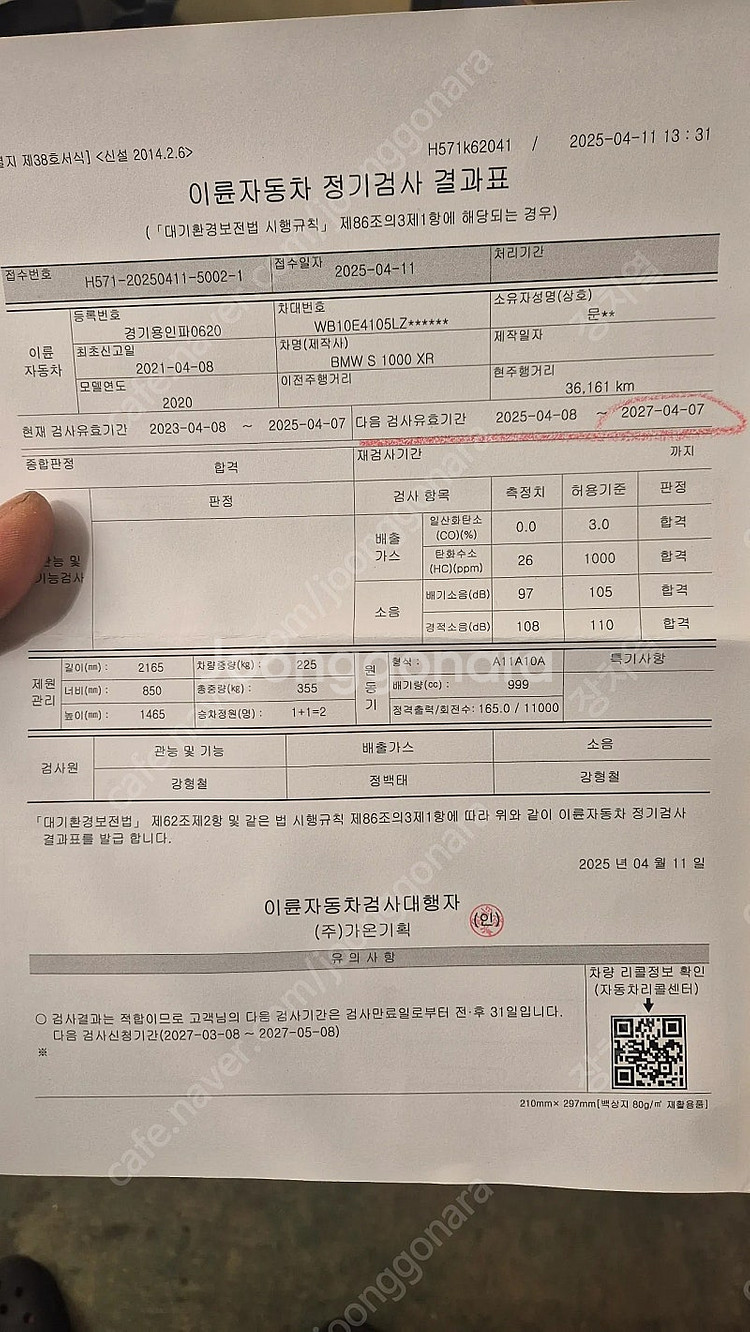 지 제38호서식] <신설 2014.2.6>
H571k62041 / 2025-04-11 13 : 31
이륜자동차 정기검사 결과표
(「대기환경보전법 시행규칙」 제86조의3제1항에 해당되는 경우)
접수번호 H571-20250411-5002-1 접수일자 2025-04-11 처리기간
이륜자동차
등록번호 경기용인파0620 차대번호 WB10E4105LZ****** 소유자성명(상호) 문**
최초신고일 2021-04-08 차명(제작사) BMW S 1000 XR 제작일자
모델연도 2020 이전주행거리 현주행거리 36,161 km
현재 검사유효기간 2023-04-08 ~ 2025-04-07 다음 검사유효기간 2025-04-08 ~ 2027-04-07
종합판정 합격 재검사기간 까지
판정 검사 항목 측정치 허용기준 판정
능 및
기능검사
배출가스 일산화탄소(CO)(%) 0.0 3.0 합격
탄화수소(HC)(ppm) 26 1000 합격
소음 배기소음(dB) 97 105 합격
경적소음(dB) 108 110 합격
제원관리 길이(㎜) : 2165 차량중량(㎏) : 225 원동기 형식 : A11A10A 특기사항
너비(㎜) : 850 총중량(㎏) : 355 배기량(cc) : 999
높이(㎜) : 1465 승차정원(명) : 1+1=2 정격출력/회전수: 165.0 / 11000
검사원 관능 및 기능 배출가스 소음
강형철 정백태 강형철
「대기환경보전법」 제62조제2항 및 같은 법 시행규칙 제86조의3제1항에 따라 위와 같이 이륜자동차 정기검사
결과표를 발급 합니다.
2025 년 04 월 11 일
이륜자동차검사대행자
(주)가온기획
(인)
유 의 사 항
차량 리콜정보 확인
(자동차리콜센터)
○ 검사결과는 적합이므로 고객님의 다음 검사기간은 검사만료일로부터 전·후 31일입니다.
다음 검사신청기간(2027-03-08 ~ 2027-05-08)
※
210mm× 297mm[백상지 80g/㎡ 재활용품]
joonggonara
cafe.naver.com/joonggonara